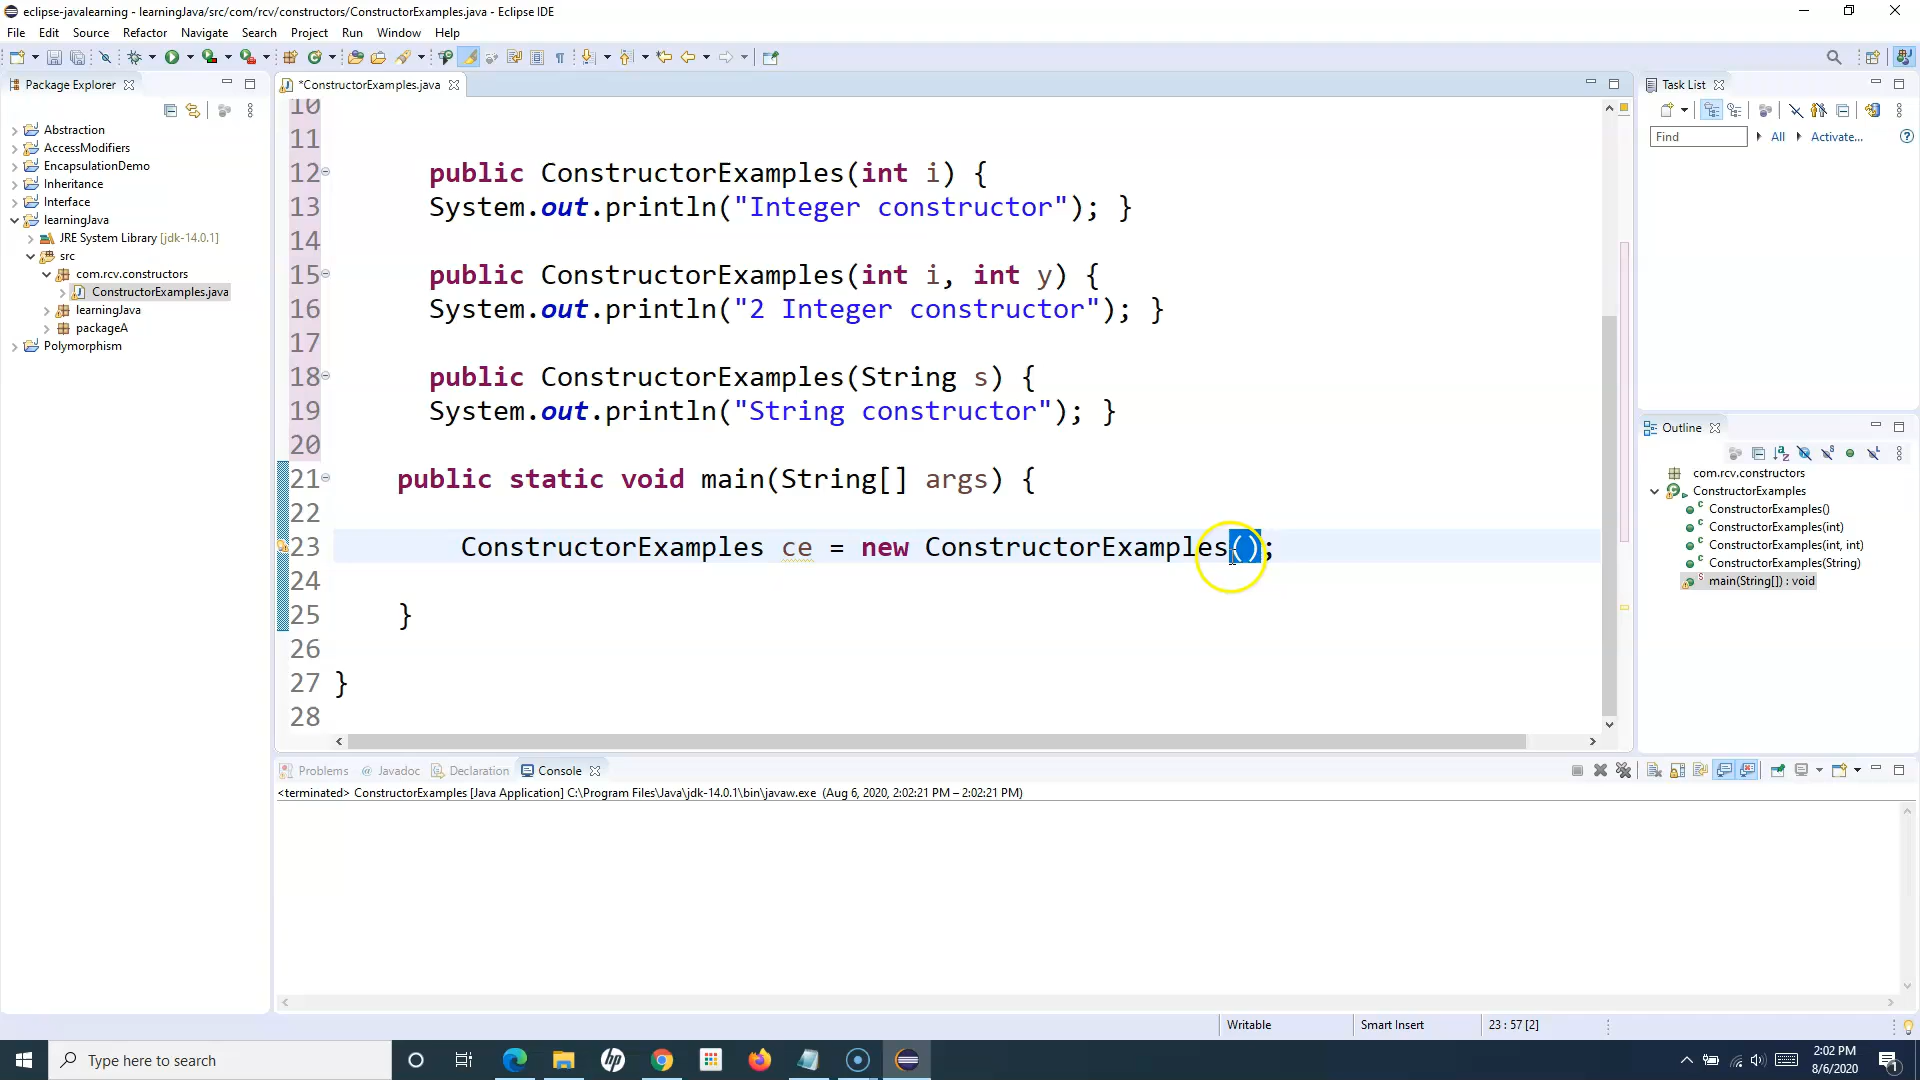 eclipse-javalearning - learningJava/src/com/rcv/constructors/ConstructorExamples.java - Eclipse IDE
File Edit Source Refactor Navigate Search Project Run Window Help
Package Explorer
Abstraction
AccessModifiers
EncapsulationDemo
Inheritance
Interface
learningJava
JRE System Library [jdk-14.0.1]
src
com.rcv.constructors
ConstructorExamples.java
learningJava
packageA
Polymorphism
*ConstructorExamples.java
10
11
12 public ConstructorExamples(int i) {
13 System.out.println("Integer constructor"); }
14
15 public ConstructorExamples(int i, int y) {
16 System.out.println("2 Integer constructor"); }
17
18 public ConstructorExamples(String s) {
19 System.out.println("String constructor"); }
20
21 public static void main(String[] args) {
22
23 ConstructorExamples ce = new ConstructorExamples();
24
25 }
26
27 }
28
Task List
Find All Activate...
Outline
com.rcv.constructors
ConstructorExamples
ConstructorExamples()
ConstructorExamples(int)
ConstructorExamples(int, int)
ConstructorExamples(String)
main(String[]) : void
Problems Javadoc Declaration Console
<terminated> ConstructorExamples [Java Application] C:\Program Files\Java\jdk-14.0.1\bin\javaw.exe (Aug 6, 2020, 2:02:21 PM – 2:02:21 PM)
Writable Smart Insert 23 : 57 [2]
Type here to search
2:02 PM
8/6/2020